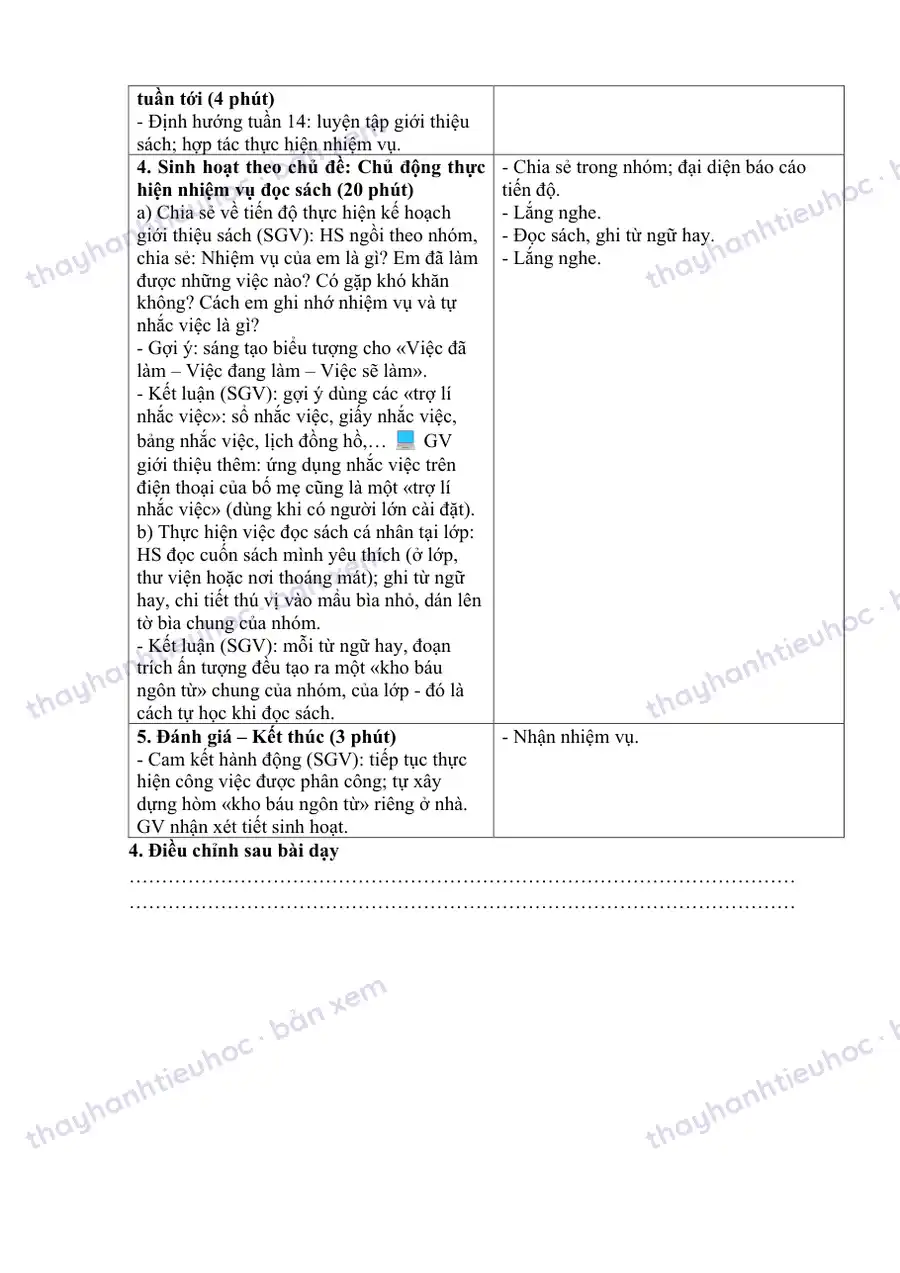 tuần tới (4 phút)
- Định hướng tuần 14: luyện tập giới thiệu
sách; hợp tác thực hiện nhiệm vụ.
4. Sinh hoạt theo chủ đề: Chủ động thực
hiện nhiệm vụ đọc sách (20 phút)
a) Chia sẻ về tiến độ thực hiện kế hoạch
giới thiệu sách (SGV): HS ngồi theo nhóm,
chia sẻ: Nhiệm vụ của em là gì? Em đã làm
được những việc nào? Có gặp khó khăn
không? Cách em ghi nhớ nhiệm vụ và tự
nhắc việc là gì?
- Gợi ý: sáng tạo biểu tượng cho «Việc đã
làm – Việc đang làm – Việc sẽ làm».
- Kết luận (SGV): gợi ý dùng các «trợ lí
nhắc việc»: sổ nhắc việc, giấy nhắc việc,
bảng nhắc việc, lịch đồng hồ,… GV
giới thiệu thêm: ứng dụng nhắc việc trên
điện thoại của bố mẹ cũng là một «trợ lí
nhắc việc» (dùng khi có người lớn cài đặt).
b) Thực hiện việc đọc sách cá nhân tại lớp:
HS đọc cuốn sách mình yêu thích (ở lớp,
thư viện hoặc nơi thoáng mát); ghi từ ngữ
hay, chi tiết thú vị vào mẩu bìa nhỏ, dán lên
tờ bìa chung của nhóm.
- Kết luận (SGV): mỗi từ ngữ hay, đoạn
trích ấn tượng đều tạo ra một «kho báu
ngôn từ» chung của nhóm, của lớp - đó là
cách tự học khi đọc sách.
- Chia sẻ trong nhóm; đại diện báo cáo
tiến độ.
- Lắng nghe.
- Đọc sách, ghi từ ngữ hay.
- Lắng nghe.
5. Đánh giá – Kết thúc (3 phút)
- Cam kết hành động (SGV): tiếp tục thực
hiện công việc được phân công; tự xây
dựng hòm «kho báu ngôn từ» riêng ở nhà.
GV nhận xét tiết sinh hoạt.
- Nhận nhiệm vụ.
4. Điều chỉnh sau bài dạy
…………………………………………………………………………………………
…………………………………………………………………………………………
thayhanhtieuhoc · bản xem
thayhanhtieuhoc · b
thayhanhtieuhoc · bản xem
thayhanhtieuhoc · b
thayhanhtieuhoc · bản xem
thayhanhtieuhoc · b